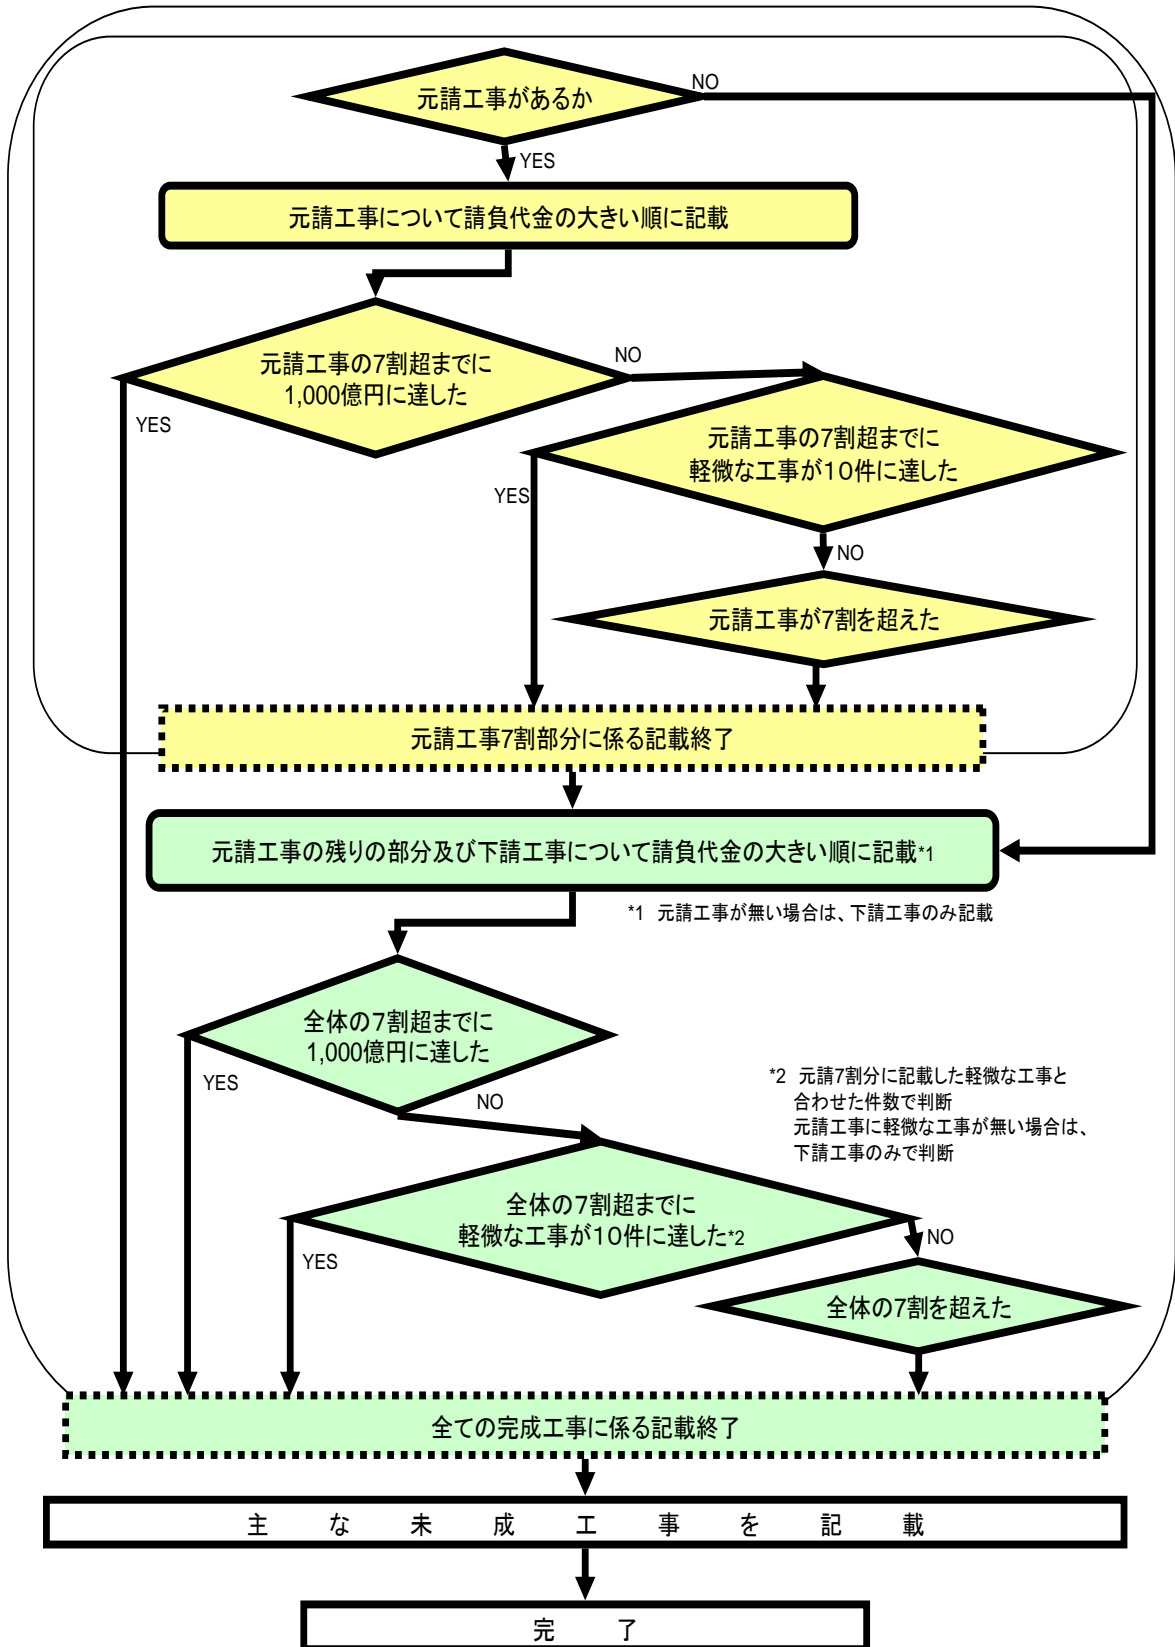 元請工事があるか
NO
YES
元請工事について請負代金の大きい順に記載
元請工事の7割超までに
1,000億円に達した
NO
YES
元請工事の7割超までに
軽微な工事が10件に達した
YES
NO
元請工事が7割を超えた
元請工事7割部分に係る記載終了
元請工事の残りの部分及び下請工事について請負代金の大きい順に記載*1
*1 元請工事が無い場合は、下請工事のみ記載
全体の7割超までに
1,000億円に達した
YES
NO
*2 元請7割分に記載した軽微な工事と
合わせた件数で判断
元請工事に軽微な工事が無い場合は、
下請工事のみで判断
全体の7割超までに
軽微な工事が10件に達した*2
YES
NO
全体の7割を超えた
全ての完成工事に係る記載終了
主な未成工事を記載
完了